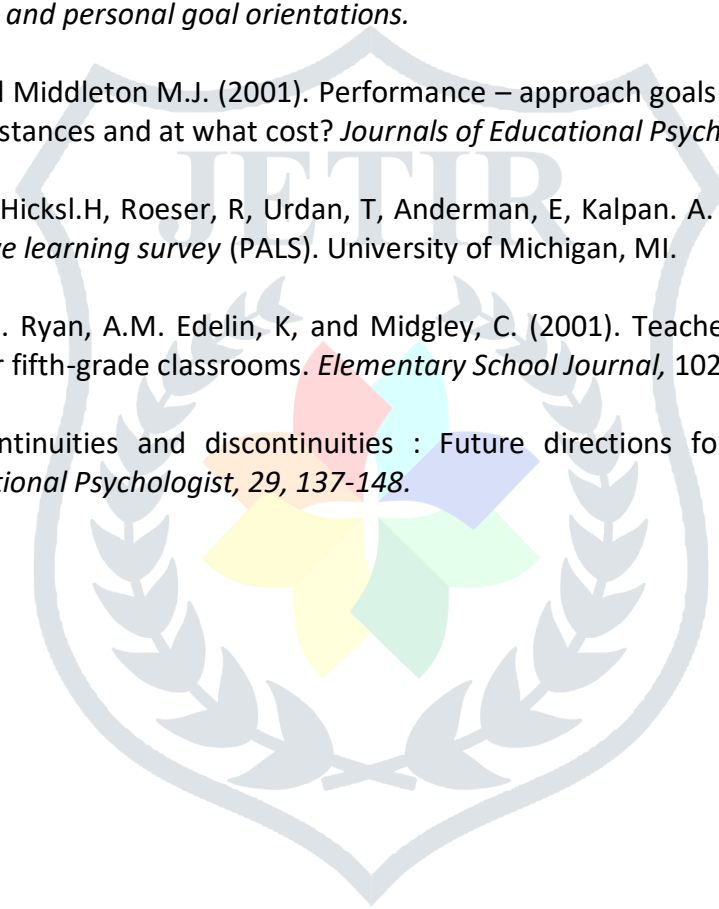 and personal goal orientations.
l Middleton M.J. (2001). Performance – approach goals
stances and at what cost? Journals of Educational Psych
JETIR
Hicksl.H, Roeser, R, Urdan, T, Anderman, E, Kalpan. A.
e learning survey (PALS). University of Michigan, MI.
. Ryan, A.M. Edelin, K, and Midgley, C. (2001). Teache
r fifth-grade classrooms. Elementary School Journal, 102
ntinuities and discontinuities : Future directions fo
tional Psychologist, 29, 137-148.